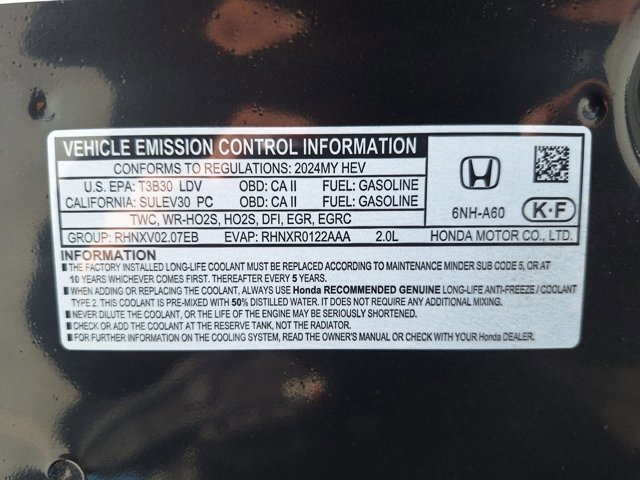 VEHICLE EMISSION CONTROL INFORMATION
CONFORMS TO REGULATIONS: 2024MY HEV
U.S. EPA: T3B30 LDV OBD: CA II FUEL: GASOLINE
CALIFORNIA: SULEV30 PC OBD: CA II FUEL: GASOLINE
TWC, WR-HO2S, HO2S, DFI, EGR, EGRC
GROUP: RHNXV02.07EB EVAP: RHNXR0122AAA 2.0L
6NH-A60 K·F
HONDA MOTOR CO., LTD.
INFORMATION
THE FACTORY INSTALLED LONG-LIFE COOLANT MUST BE REPLACED ACCORDING TO MAINTENANCE MINDER SUB CODE 5, OR AT
10 YEARS WHICHEVER COMES FIRST. THEREAFTER EVERY 5 YEARS.
WHEN ADDING OR REPLACING THE COOLANT, ALWAYS USE Honda RECOMMENDED GENUINE LONG-LIFE ANTI-FREEZE / COOLANT
TYPE 2. THIS COOLANT IS PRE-MIXED WITH 50% DISTILLED WATER. IT DOES NOT REQUIRE ANY ADDITIONAL MIXING.
NEVER DILUTE THE COOLANT, OR THE LIFE OF THE ENGINE MAY BE SERIOUSLY SHORTENED.
CHECK OR ADD THE COOLANT AT THE RESERVE TANK, NOT THE RADIATOR.
FOR FURTHER INFORMATION ON THE COOLING SYSTEM, READ THE OWNER'S MANUAL OR CHECK WITH YOUR Honda DEALER.